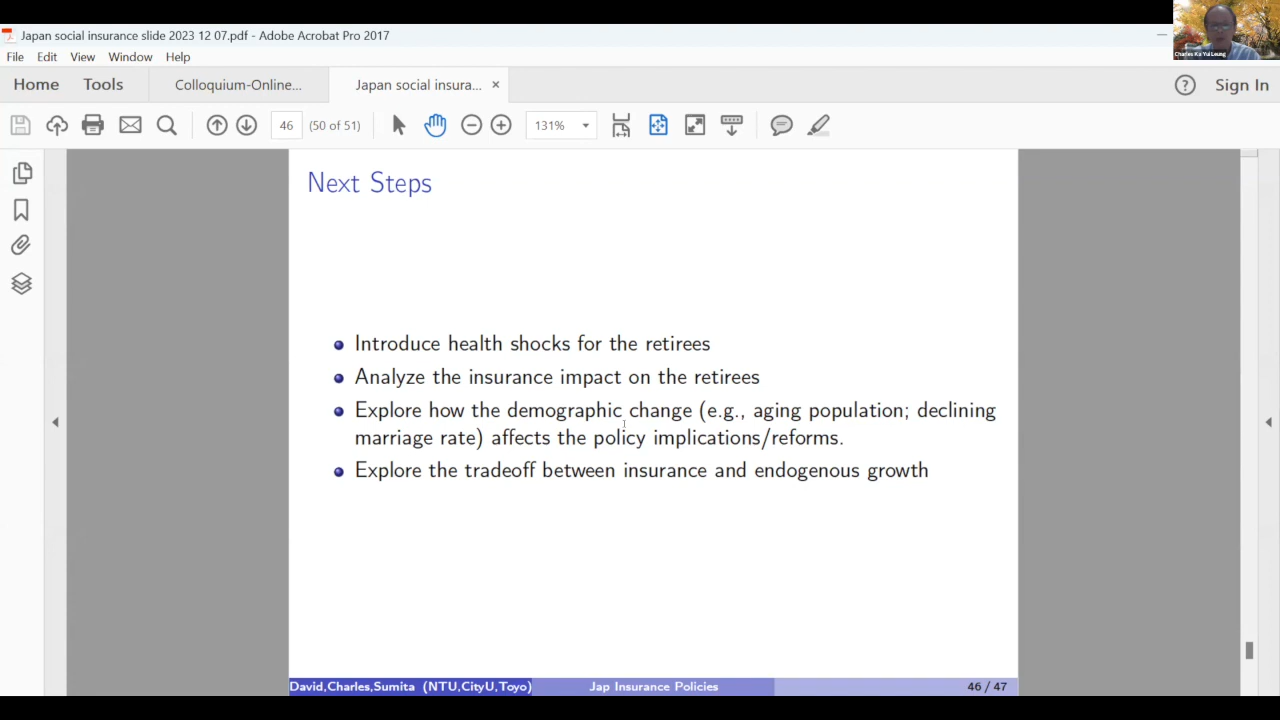 Japan social insurance slide 2023 12 07.pdf - Adobe Acrobat Pro 2017
Charles Ka Yui Leung
File Edit View Window Help
Home Tools Colloquium-Online... Japan social insura... × ? Sign In
46 (50 of 51) 131%
Next Steps
Introduce health shocks for the retirees
Analyze the insurance impact on the retirees
Explore how the demographic change (e.g., aging population; declining
marriage rate) affects the policy implications/reforms.
Explore the tradeoff between insurance and endogenous growth
David,Charles,Sumita (NTU,CityU,Toyo) Jap Insurance Policies 46 / 47